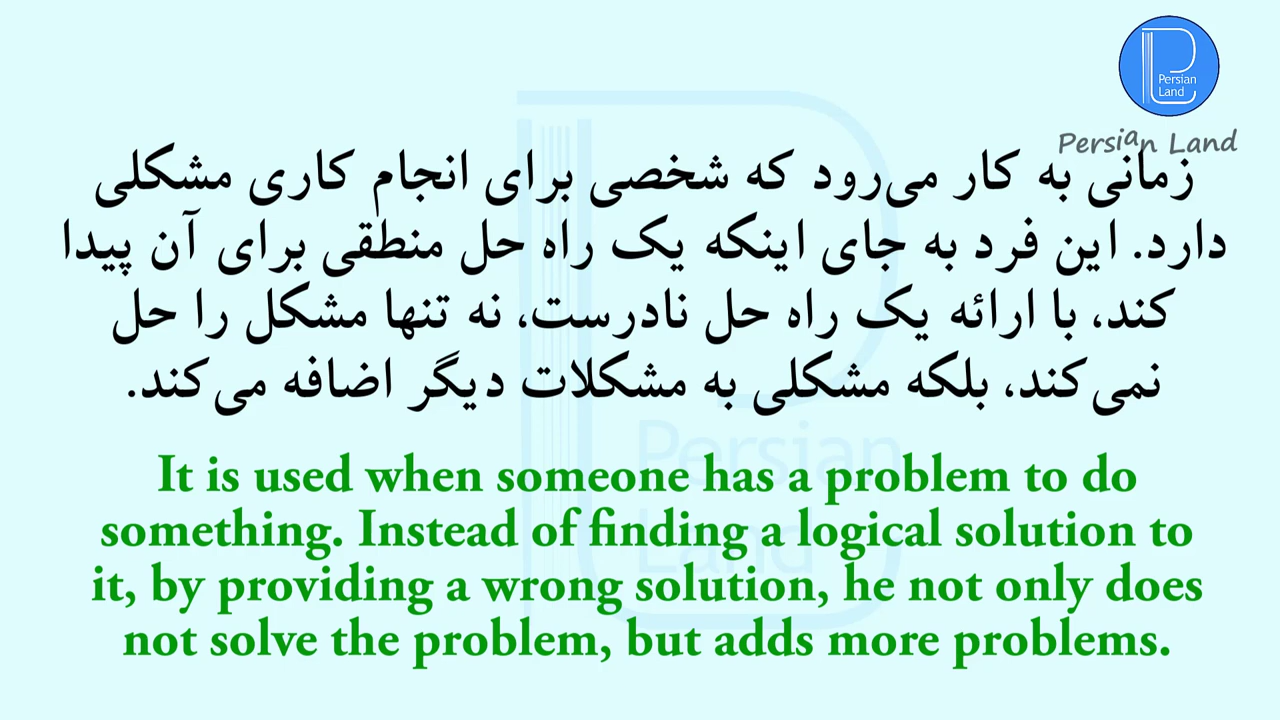 Persian
Land
Persian Land
زمانی به کار می‌رود که شخصی برای انجام کاری مشکلی
دارد. این فرد به جای اینکه یک راه حل منطقی برای آن پیدا
کند، با ارائه یک راه حل نادرست، نه تنها مشکل را حل
نمی‌کند، بلکه مشکلی به مشکلات دیگر اضافه می‌کند.
Persian
Land
It is used when someone has a problem to do
something. Instead of finding a logical solution to
it, by providing a wrong solution, he not only does
not solve the problem, but adds more problems.